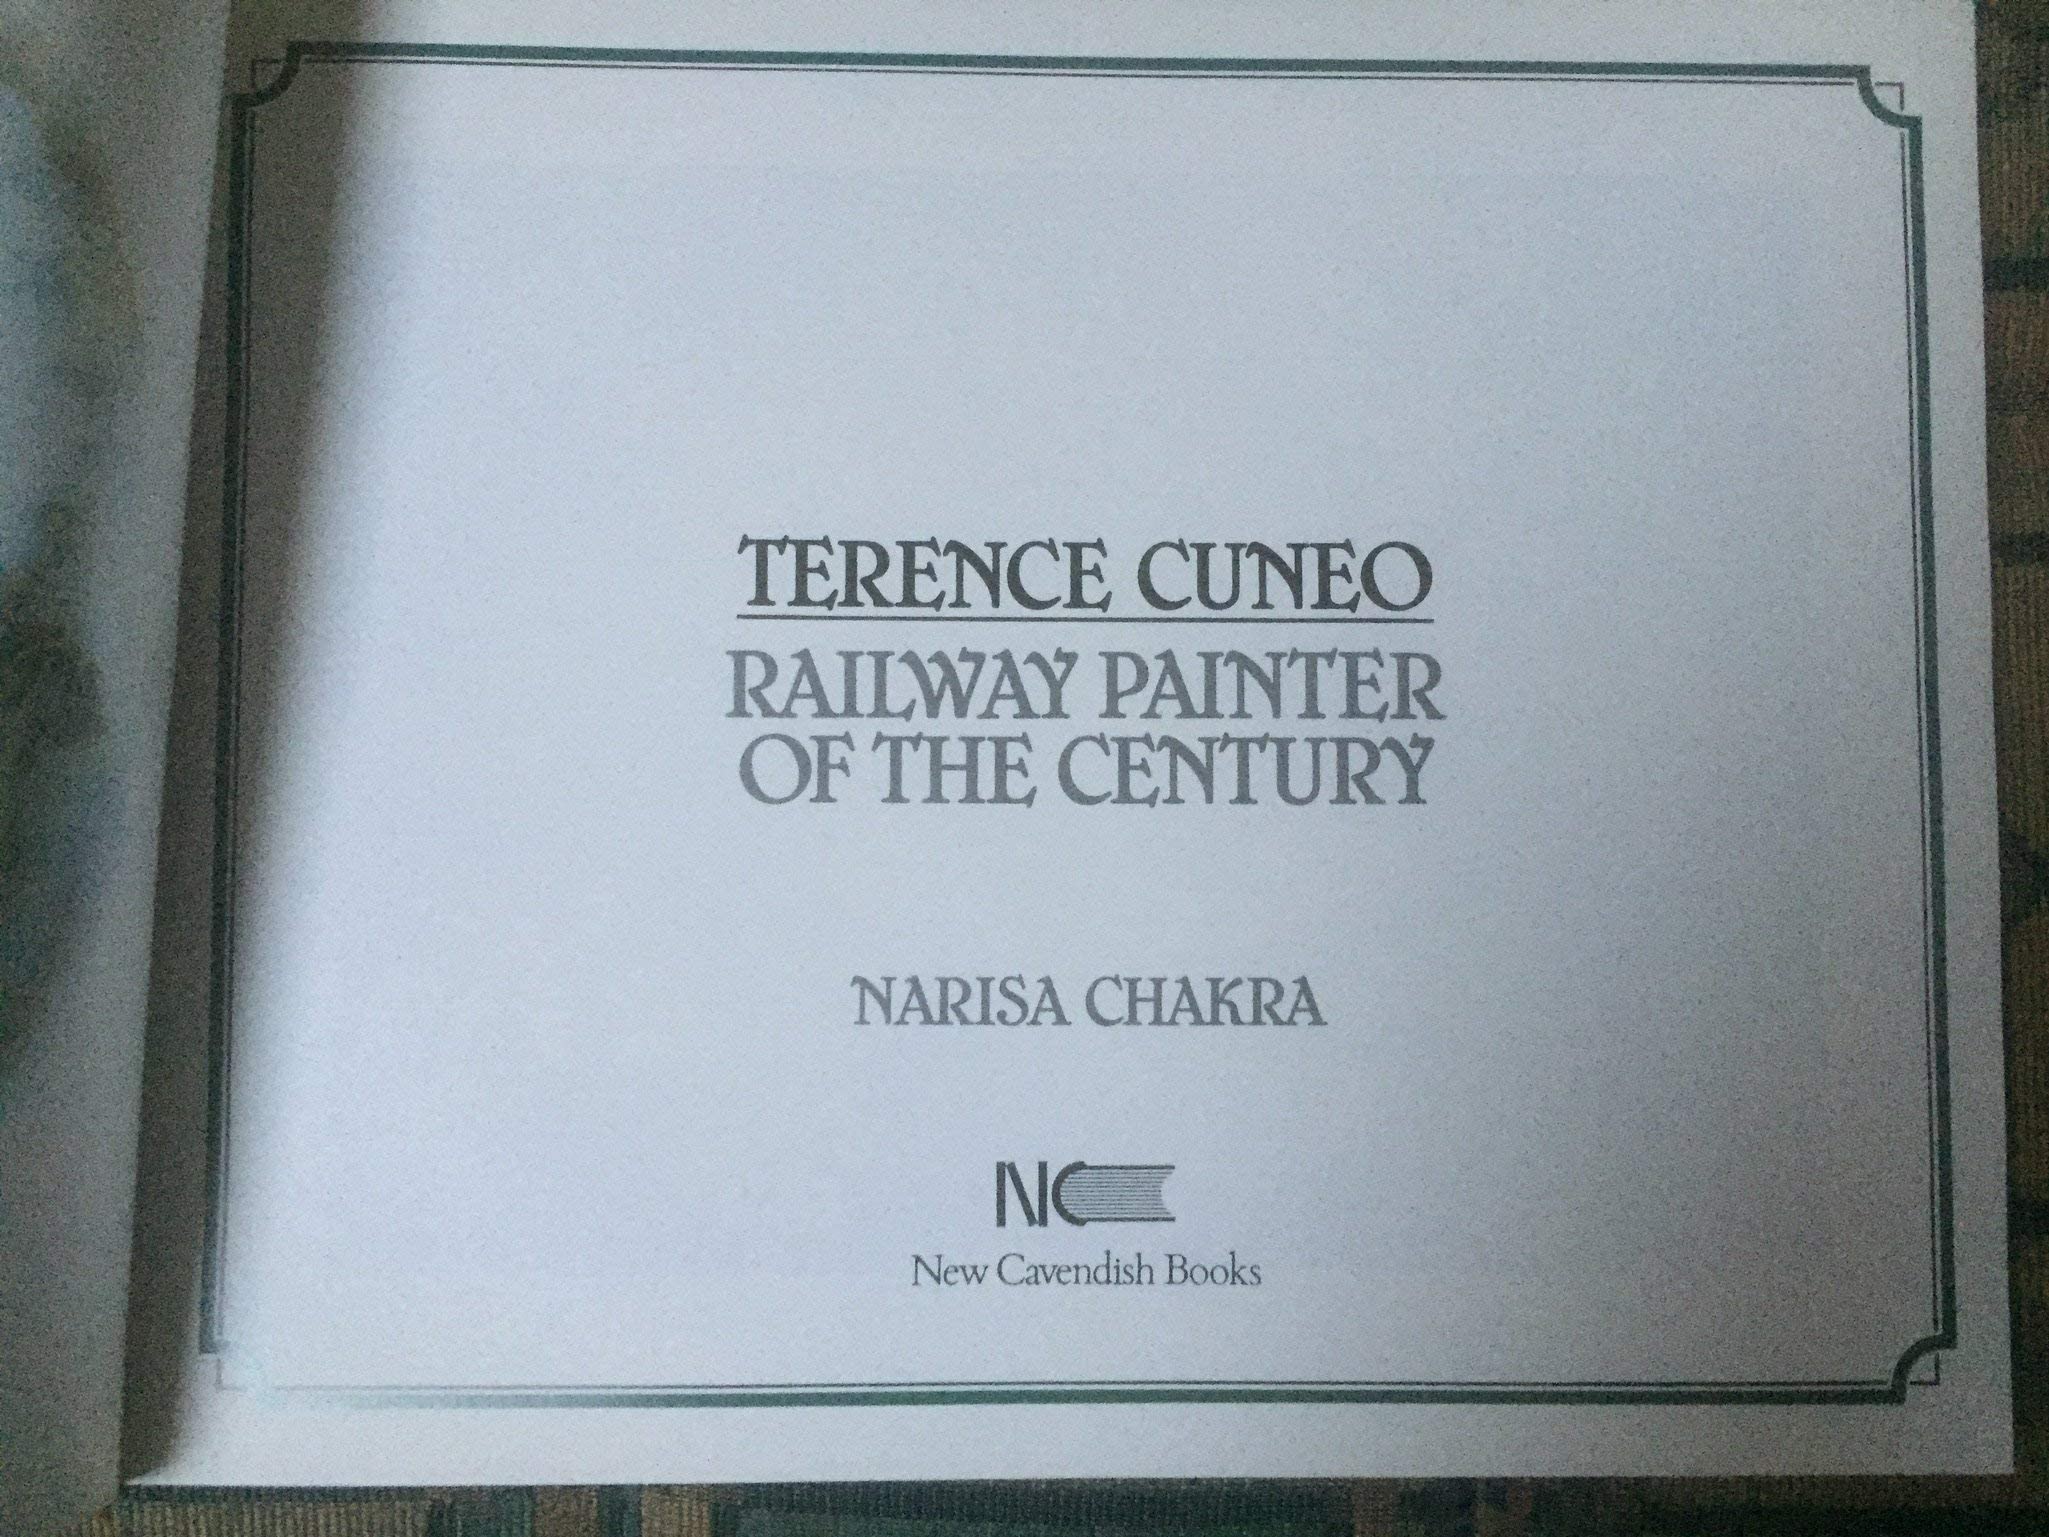 TERENCE CUNEO
RAILWAY PAINTER
OF THE CENTURY
NARISA CHAKRA
NC
New Cavendish Books